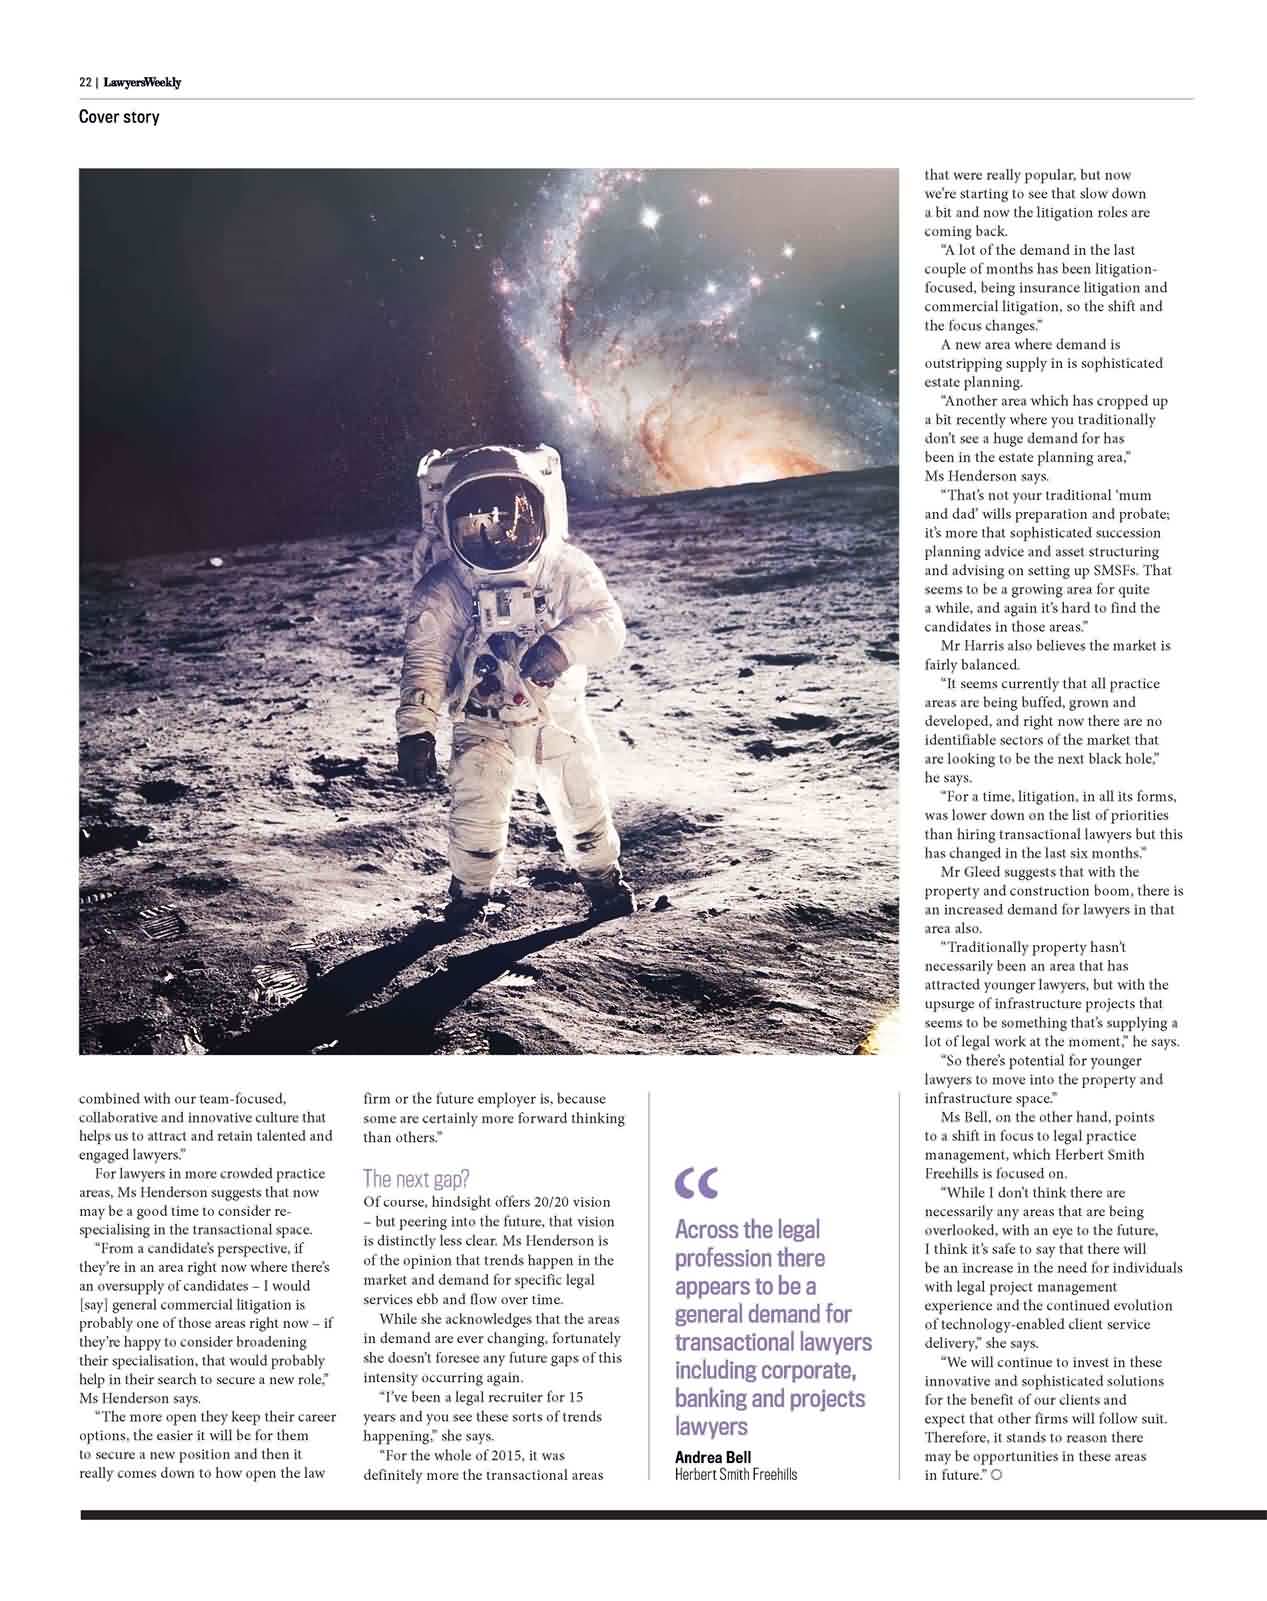 22 | LawyersWeekly
Cover story
combined with our team-focused,
collaborative and innovative culture that
helps us to attract and retain talented and
engaged lawyers.”
For lawyers in more crowded practice
areas, Ms Henderson suggests that now
may be a good time to consider re-
specialising in the transactional space.
“From a candidate’s perspective, if
they’re in an area right now where there’s
an oversupply of candidates – I would
[say] general commercial litigation is
probably one of those areas right now – if
they’re happy to consider broadening
their specialisation, that would probably
help in their search to secure a new role,”
Ms Henderson says.
“The more open they keep their career
options, the easier it will be for them
to secure a new position and then it
really comes down to how open the law
firm or the future employer is, because
some are certainly more forward thinking
than others.”
The next gap?
Of course, hindsight offers 20/20 vision
– but peering into the future, that vision
is distinctly less clear. Ms Henderson is
of the opinion that trends happen in the
market and demand for specific legal
services ebb and flow over time.
While she acknowledges that the areas
in demand are ever changing, fortunately
she doesn’t foresee any future gaps of this
intensity occurring again.
“I’ve been a legal recruiter for 15
years and you see these sorts of trends
happening,” she says.
“For the whole of 2015, it was
definitely more the transactional areas
“
Across the legal
profession there
appears to be a
general demand for
transactional lawyers
including corporate,
banking and projects
lawyers
Andrea Bell
Herbert Smith Freehills
that were really popular, but now
we’re starting to see that slow down
a bit and now the litigation roles are
coming back.
“A lot of the demand in the last
couple of months has been litigation-
focused, being insurance litigation and
commercial litigation, so the shift and
the focus changes.”
A new area where demand is
outstripping supply in is sophisticated
estate planning.
“Another area which has cropped up
a bit recently where you traditionally
don’t see a huge demand for has
been in the estate planning area,”
Ms Henderson says.
“That’s not your traditional ‘mum
and dad’ wills preparation and probate;
it’s more that sophisticated succession
planning advice and asset structuring
and advising on setting up SMSFs. That
seems to be a growing area for quite
a while, and again it’s hard to find the
candidates in those areas.”
Mr Harris also believes the market is
fairly balanced.
“It seems currently that all practice
areas are being buffed, grown and
developed, and right now there are no
identifiable sectors of the market that
are looking to be the next black hole,”
he says.
“For a time, litigation, in all its forms,
was lower down on the list of priorities
than hiring transactional lawyers but this
has changed in the last six months.”
Mr Gleed suggests that with the
property and construction boom, there is
an increased demand for lawyers in that
area also.
“Traditionally property hasn’t
necessarily been an area that has
attracted younger lawyers, but with the
upsurge of infrastructure projects that
seems to be something that’s supplying a
lot of legal work at the moment,” he says.
“So there’s potential for younger
lawyers to move into the property and
infrastructure space.”
Ms Bell, on the other hand, points
to a shift in focus to legal practice
management, which Herbert Smith
Freehills is focused on.
“While I don’t think there are
necessarily any areas that are being
overlooked, with an eye to the future,
I think it’s safe to say that there will
be an increase in the need for individuals
with legal project management
experience and the continued evolution
of technology-enabled client service
delivery,” she says.
“We will continue to invest in these
innovative and sophisticated solutions
for the benefit of our clients and
expect that other firms will follow suit.
Therefore, it stands to reason there
may be opportunities in these areas
in future.”